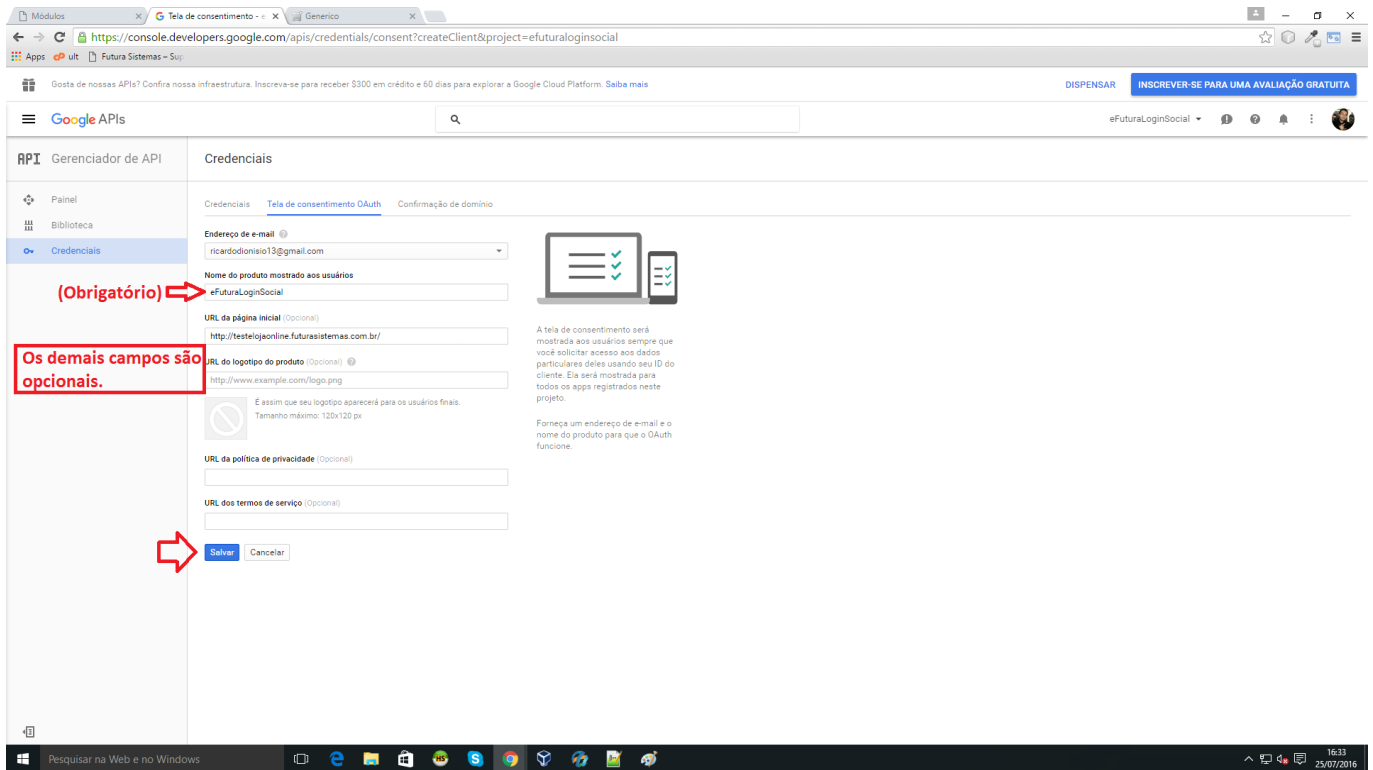 Módulos
Tela de consentimento - e
Generico
https://console.developers.google.com/apis/credentials/consent?createClient&project=efuturaloginsocial
Apps
ult
Futura Sistemas – Sup
Gosta de nossas APIs? Confira nossa infraestrutura. Inscreva-se para receber $300 em crédito e 60 dias para explorar a Google Cloud Platform. Saiba mais
DISPENSAR
INSCREVER-SE PARA UMA AVALIAÇÃO GRATUITA
Google APIs
eFuturaLoginSocial
API Gerenciador de API
Credenciais
Painel
Biblioteca
Credenciais
Credenciais
Tela de consentimento OAuth
Confirmação de domínio
Endereço de e-mail
ricardodionisio13@gmail.com
Nome do produto mostrado aos usuários
(Obrigatório)
eFuturaLoginSocial
URL da página inicial (Opcional)
http://testelojaonline.futurasistemas.com.br/
Os demais campos são
opcionais.
URL do logotipo do produto (Opcional)
http://www.example.com/logo.png
É assim que seu logotipo aparecerá para os usuários finais.
Tamanho máximo: 120x120 px
URL da política de privacidade (Opcional)
URL dos termos de serviço (Opcional)
Salvar
Cancelar
A tela de consentimento será
mostrada aos usuários sempre que
você solicitar acesso aos dados
particulares deles usando seu ID do
cliente. Ela será mostrada para
todos os apps registrados neste
projeto.
Forneça um endereço de e-mail e o
nome do produto para que o OAuth
funcione.
Pesquisar na Web e no Windows
16:33
25/07/2016